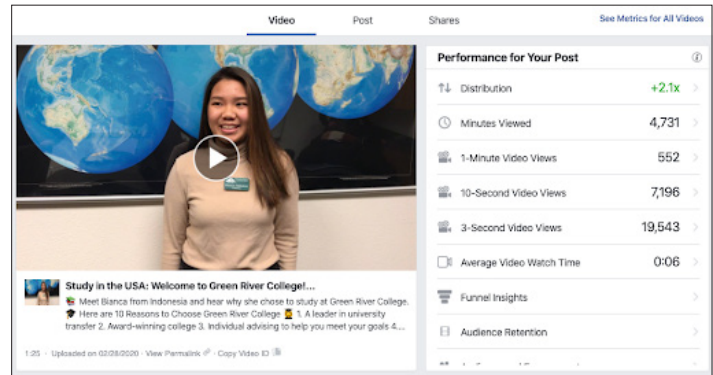 Video Post Shares See Metrics for All Videos
Performance for Your Post
Distribution +2.1x
Minutes Viewed 4,731
1-Minute Video Views 552
10-Second Video Views 7,196
3-Second Video Views 19,543
Average Video Watch Time 0:06
Funnel Insights
Audience Retention
Study in the USA: Welcome to Green River College!...
Meet Bianca from Indonesia and hear why she chose to study at Green River College.
Here are 10 Reasons to Choose Green River College 1. A leader in university
transfer 2. Award-winning college 3. Individual advising to help you meet your goals 4....
1:25 · Uploaded on 02/28/2020 · View Permalink · Copy Video ID